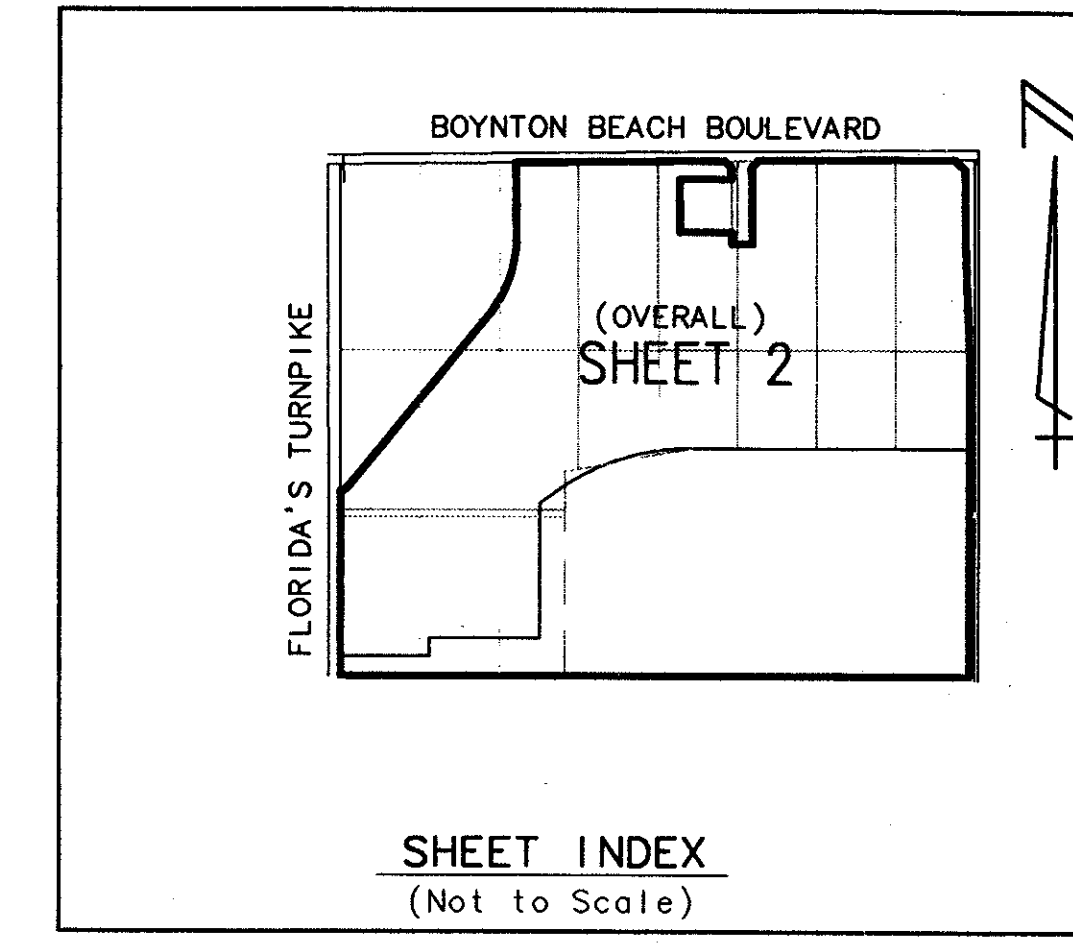 BOYNTON BEACH BOULEVARD
(OVERALL)
SHEET 2
FLORIDA'S TURNPIKE
SHEET INDEX
(Not to Scale)